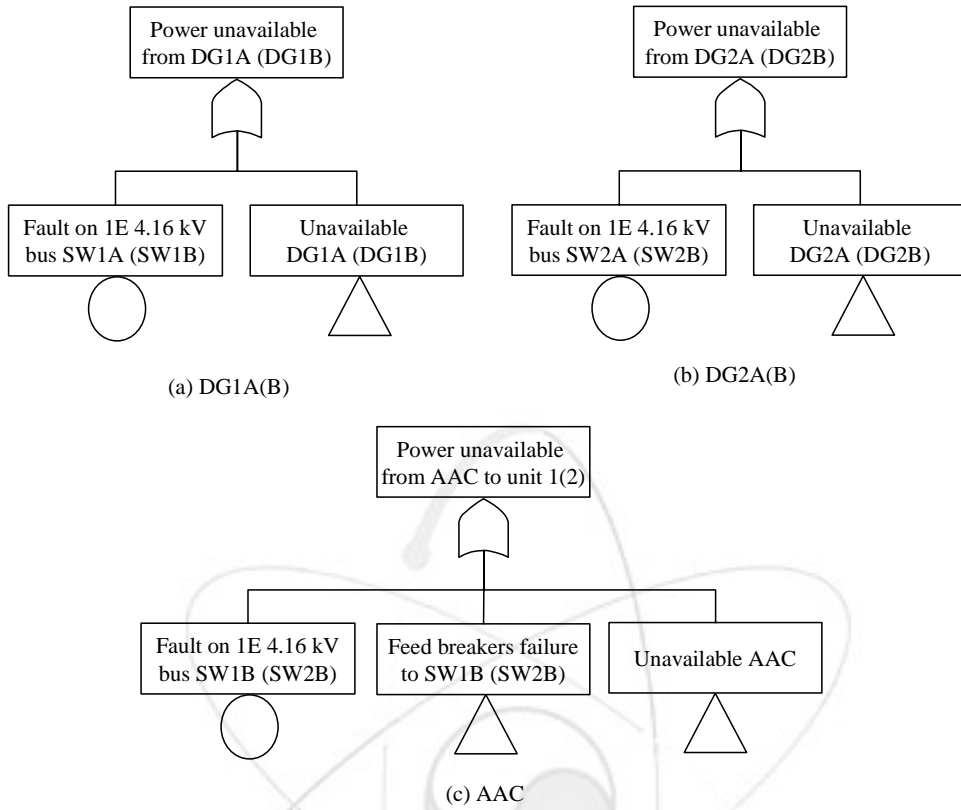 Power unavailable
from DG1A (DG1B)
Fault on 1E 4.16 kV
bus SW1A (SW1B)
Unavailable
DG1A (DG1B)
(a) DG1A(B)
Power unavailable
from DG2A (DG2B)
Fault on 1E 4.16 kV
bus SW2A (SW2B)
Unavailable
DG2A (DG2B)
(b) DG2A(B)
Power unavailable
from AAC to unit 1(2)
Fault on 1E 4.16 kV
bus SW1B (SW2B)
Feed breakers failure
to SW1B (SW2B)
Unavailable AAC
(c) AAC